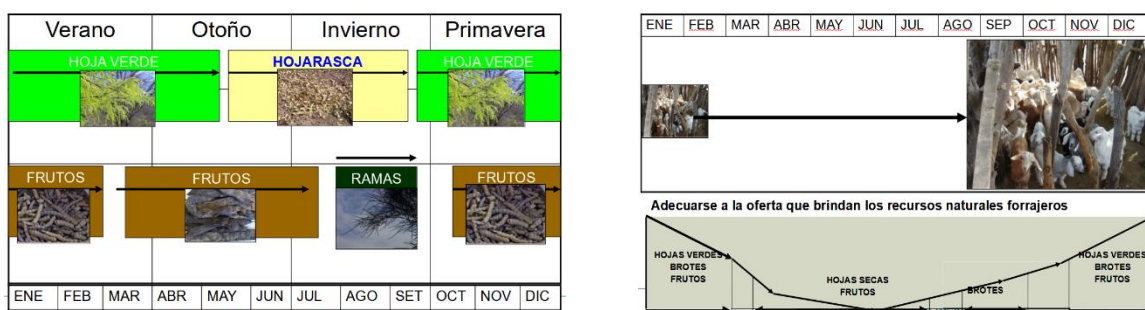 Verano Otoño Invierno Primavera
HOJA VERDE HOJARASCA HOJA VERDE
FRUTOS FRUTOS RAMAS FRUTOS
ENE FEB MAR ABR MAY JUN JUL AGO SET OCT NOV DIC
ENE FEB MAR ABR MAY JUN JUL AGO SEP OCT NOV DIC
Adecuarse a la oferta que brindan los recursos naturales forrajeros
HOJAS VERDES
BROTES
FRUTOS
HOJAS SECAS
FRUTOS
BROTES
HOJAS VERDES
BROTES
FRUTOS